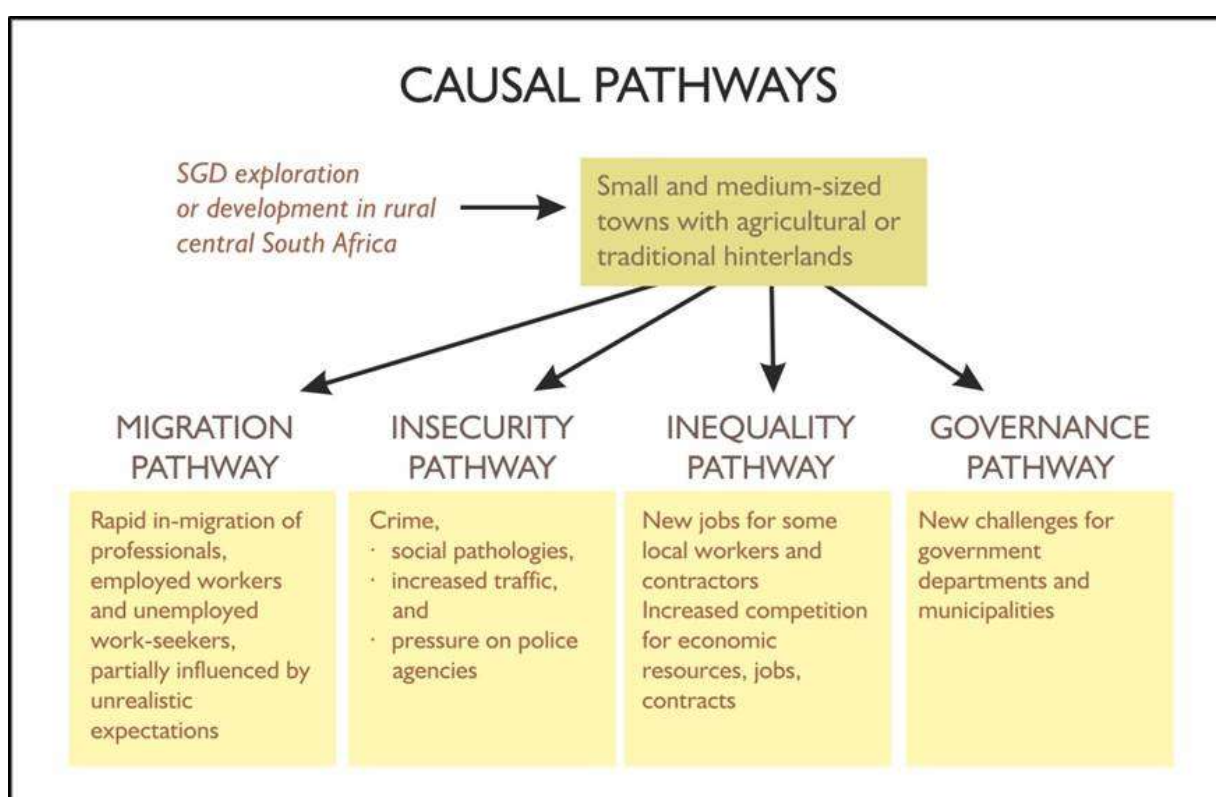 CAUSAL PATHWAYS
SGD exploration
or development in rural
central South Africa
Small and medium-sized
towns with agricultural or
traditional hinterlands
MIGRATION
PATHWAY
Rapid in-migration of
professionals,
employed workers
and unemployed
work-seekers,
partially influenced by
unrealistic
expectations
INSECURITY
PATHWAY
Crime,
· social pathologies,
· increased traffic,
and
· pressure on police
agencies
INEQUALITY
PATHWAY
New jobs for some
local workers and
contractors
Increased competition
for economic
resources, jobs,
contracts
GOVERNANCE
PATHWAY
New challenges for
government
departments and
municipalities